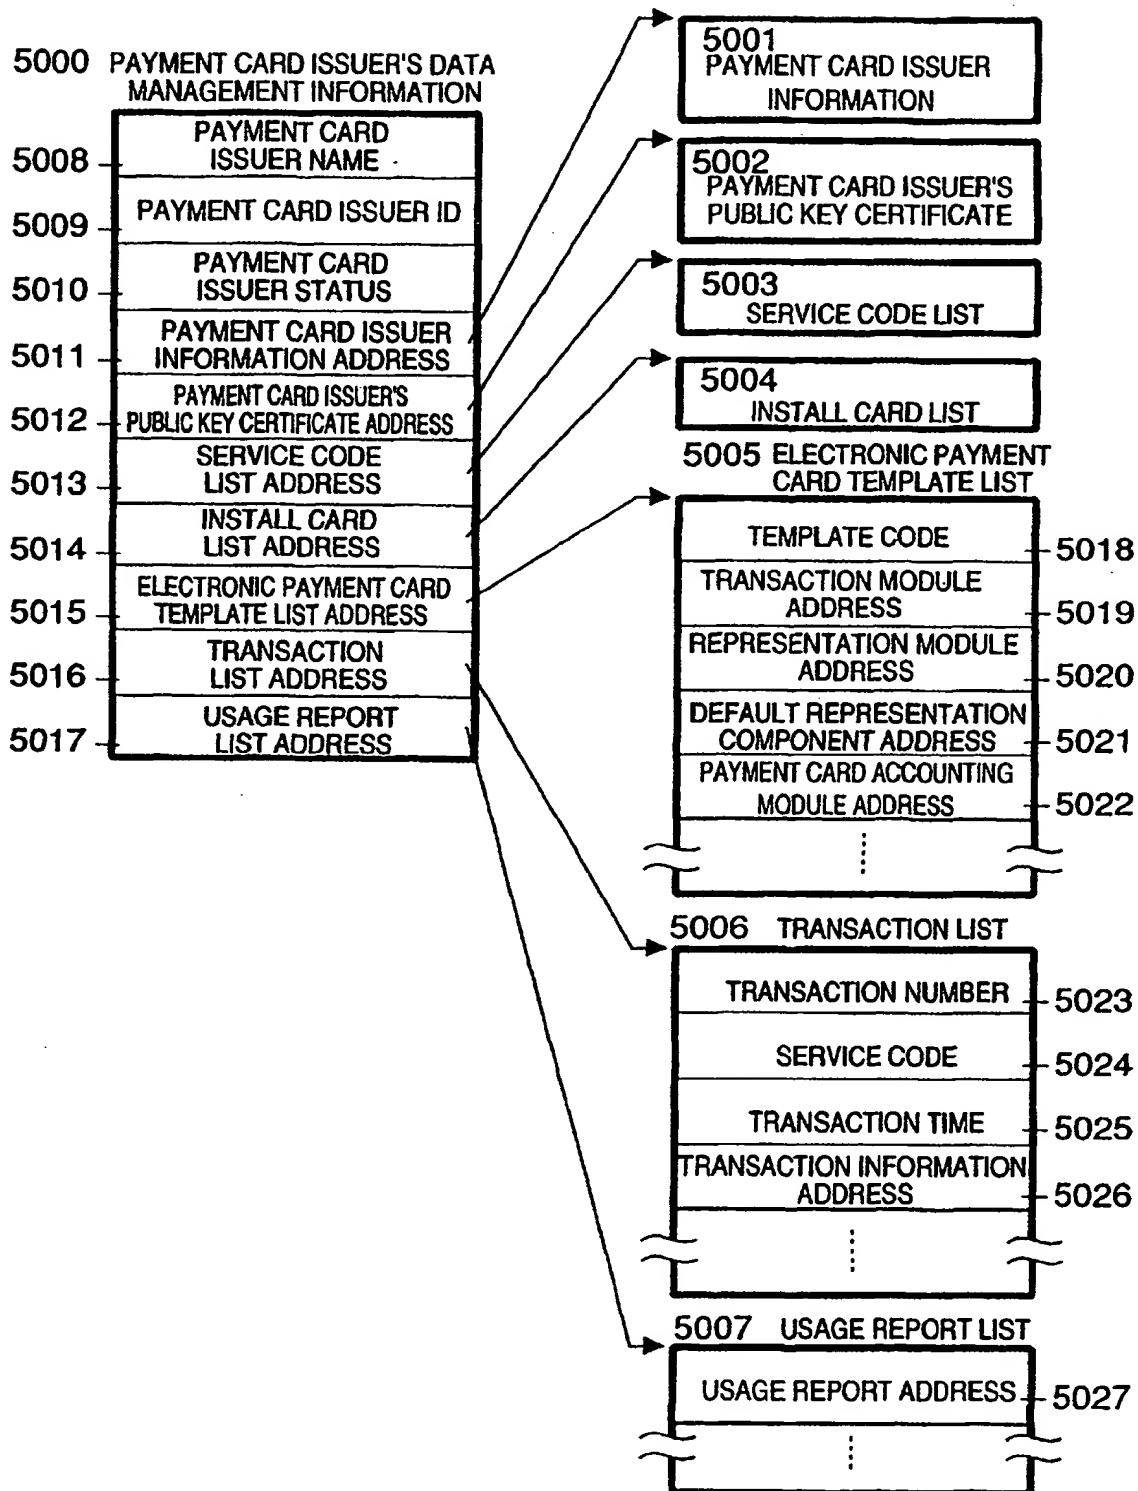 5000 PAYMENT CARD ISSUER'S DATA
MANAGEMENT INFORMATION
PAYMENT CARD
5008 ISSUER NAME
PAYMENT CARD ISSUER ID
5009
PAYMENT CARD
5010 ISSUER STATUS
PAYMENT CARD ISSUER
5011 INFORMATION ADDRESS
PAYMENT CARD ISSUER'S
5012 PUBLIC KEY CERTIFICATE ADDRESS
SERVICE CODE
5013 LIST ADDRESS
INSTALL CARD
5014 LIST ADDRESS
ELECTRONIC PAYMENT CARD
5015 TEMPLATE LIST ADDRESS
TRANSACTION
5016 LIST ADDRESS
USAGE REPORT
5017 LIST ADDRESS
5001
PAYMENT CARD ISSUER
INFORMATION
5002
PAYMENT CARD ISSUER'S
PUBLIC KEY CERTIFICATE
5003
SERVICE CODE LIST
5004
INSTALL CARD LIST
5005 ELECTRONIC PAYMENT
CARD TEMPLATE LIST
TEMPLATE CODE 5018
TRANSACTION MODULE
ADDRESS 5019
REPRESENTATION MODULE
ADDRESS 5020
DEFAULT REPRESENTATION
COMPONENT ADDRESS 5021
PAYMENT CARD ACCOUNTING
MODULE ADDRESS 5022
5006 TRANSACTION LIST
TRANSACTION NUMBER 5023
SERVICE CODE 5024
TRANSACTION TIME 5025
TRANSACTION INFORMATION
ADDRESS 5026
5007 USAGE REPORT LIST
USAGE REPORT ADDRESS 5027